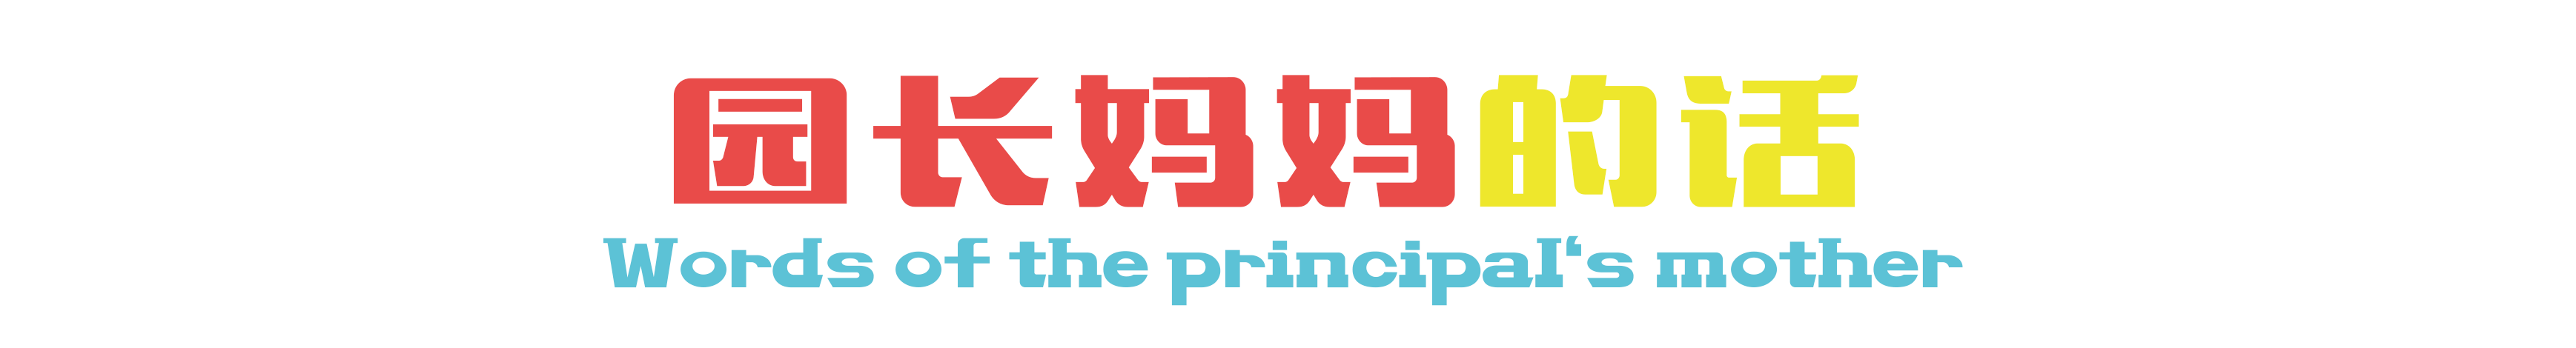 园长妈妈的话
Words of the principal‘s mother